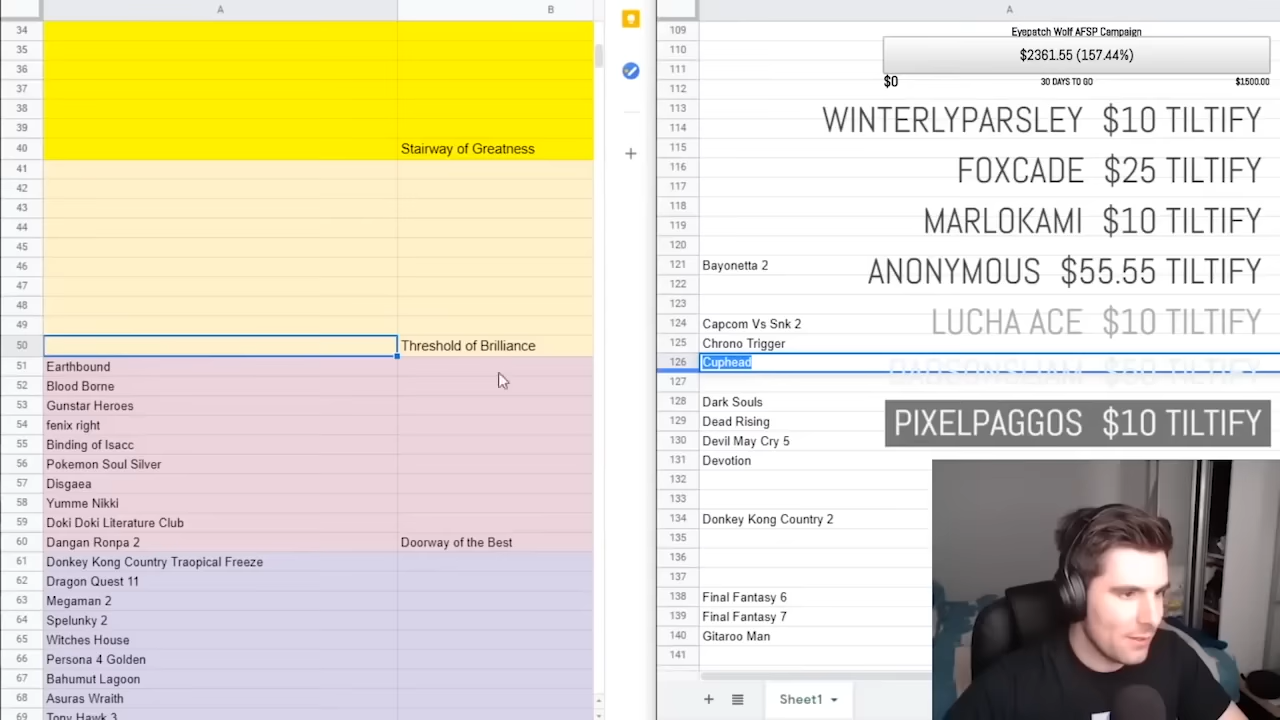 A
B
34
35
36
37
38
39
40 Stairway of Greatness
41
42
43
44
45
46
47
48
49
50 Threshold of Brilliance
51 Earthbound
52 Blood Borne
53 Gunstar Heroes
54 fenix right
55 Binding of Isacc
56 Pokemon Soul Silver
57 Disgaea
58 Yumme Nikki
59 Doki Doki Literature Club
60 Dangan Ronpa 2 Doorway of the Best
61 Donkey Kong Country Traopical Freeze
62 Dragon Quest 11
63 Megaman 2
64 Spelunky 2
65 Witches House
66 Persona 4 Golden
67 Bahumut Lagoon
68 Asuras Wraith
69 Tony Hawk 3
A
109
110
111
112
113
114
115
116
117
118
119
120
121 Bayonetta 2
122
123
124 Capcom Vs Snk 2
125 Chrono Trigger
126 Cuphead
127
128 Dark Souls
129 Dead Rising
130 Devil May Cry 5
131 Devotion
132
133
134 Donkey Kong Country 2
135
136
137
138 Final Fantasy 6
139 Final Fantasy 7
140 Gitaroo Man
141
Sheet1
Eyepatch Wolf AFSP Campaign
$2361.55 (157.44%)
$0 30 DAYS TO GO $1500.00
WINTERLYPARSLEY $10 TILTIFY
FOXCADE $25 TILTIFY
MARLOKAMI $10 TILTIFY
ANONYMOUS $55.55 TILTIFY
LUCHA ACE $10 TILTIFY
PIXELPAGGOS $10 TILTIFY